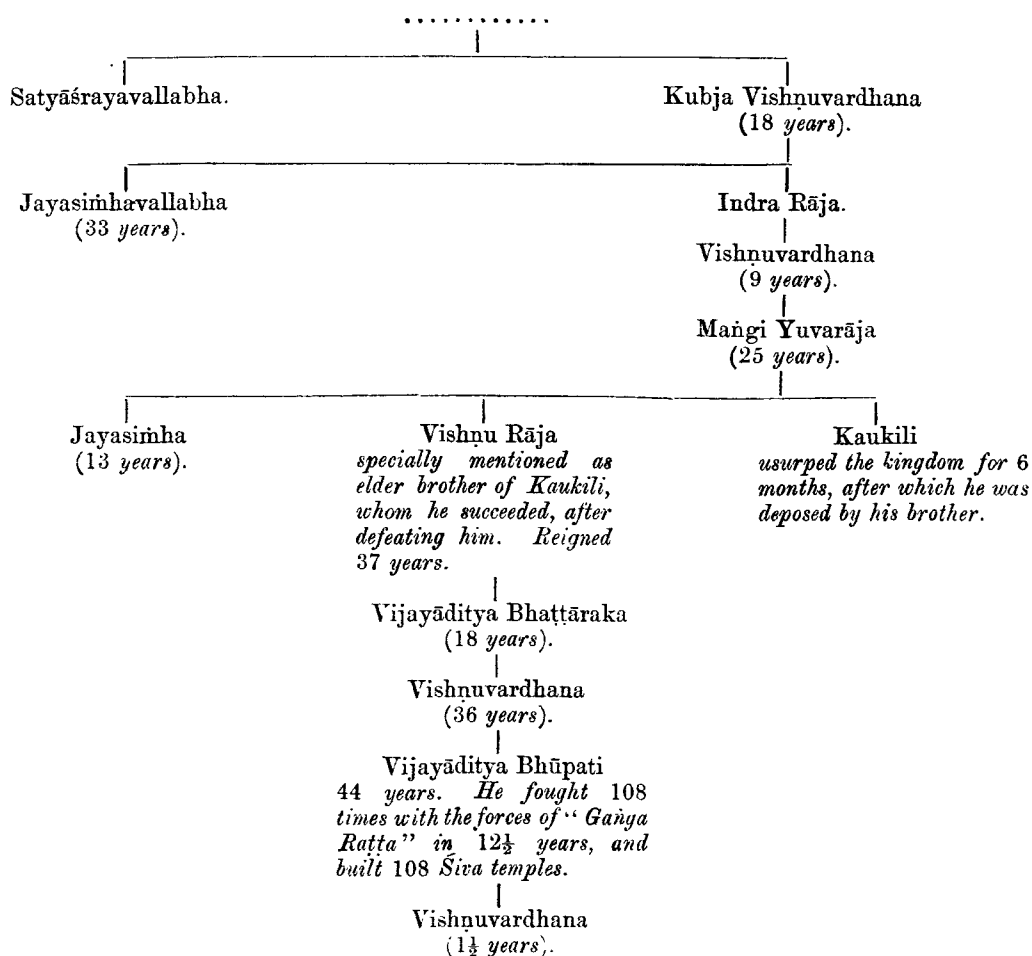 ............
Satyāśrayavallabha.
Kubja Vishṇuvardhana
(18 years).
Jayasiṁhavallabha
(33 years).
Indra Rāja.
Vishṇuvardhana
(9 years).
Maṅgi Yuvarāja
(25 years).
Jayasiṁha
(13 years).
Vishṇu Rāja
specially mentioned as
elder brother of Kaukili,
whom he succeeded, after
defeating him. Reigned
37 years.
Kaukili
usurped the kingdom for 6
months, after which he was
deposed by his brother.
Vijayāditya Bhaṭṭāraka
(18 years).
Vishṇuvardhana
(36 years).
Vijayāditya Bhūpati
44 years. He fought 108
times with the forces of “Gaṅga
Raṭṭa” in 12½ years, and
built 108 Śiva temples.
Vishṇuvardhana
(1½ years).